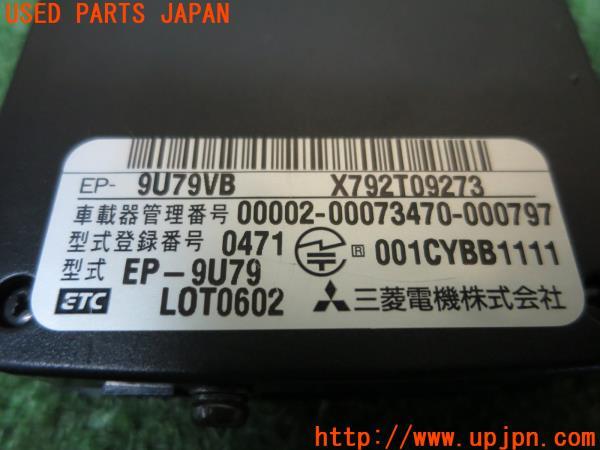 USED PARTS JAPAN
EP- 9U79VB X792T09273
車載器管理番号 00002-00073470-000797
型式登録番号 0471 R 001CYBB1111
型式 EP-9U79
ETC LOT0602 三菱電機株式会社
UPJ http://www.upjpn.com/